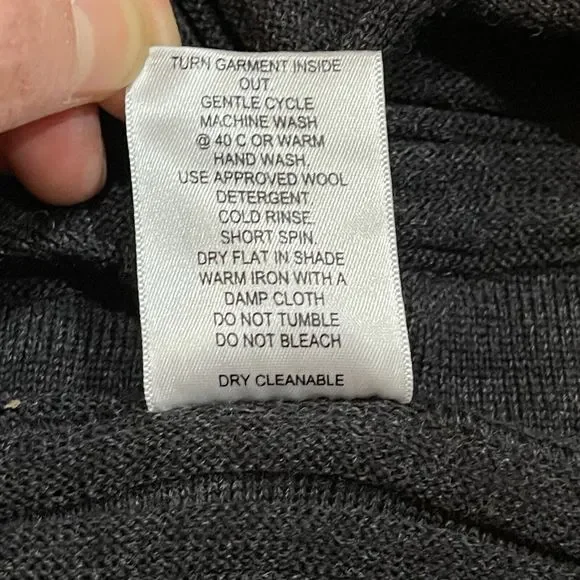 TURN GARMENT INSIDE
OUT.
GENTLE CYCLE
MACHINE WASH
@ 40 C OR WARM
HAND WASH.
USE APPROVED WOOL
DETERGENT.
COLD RINSE.
SHORT SPIN.
DRY FLAT IN SHADE
WARM IRON WITH A
DAMP CLOTH
DO NOT TUMBLE
DO NOT BLEACH
DRY CLEANABLE